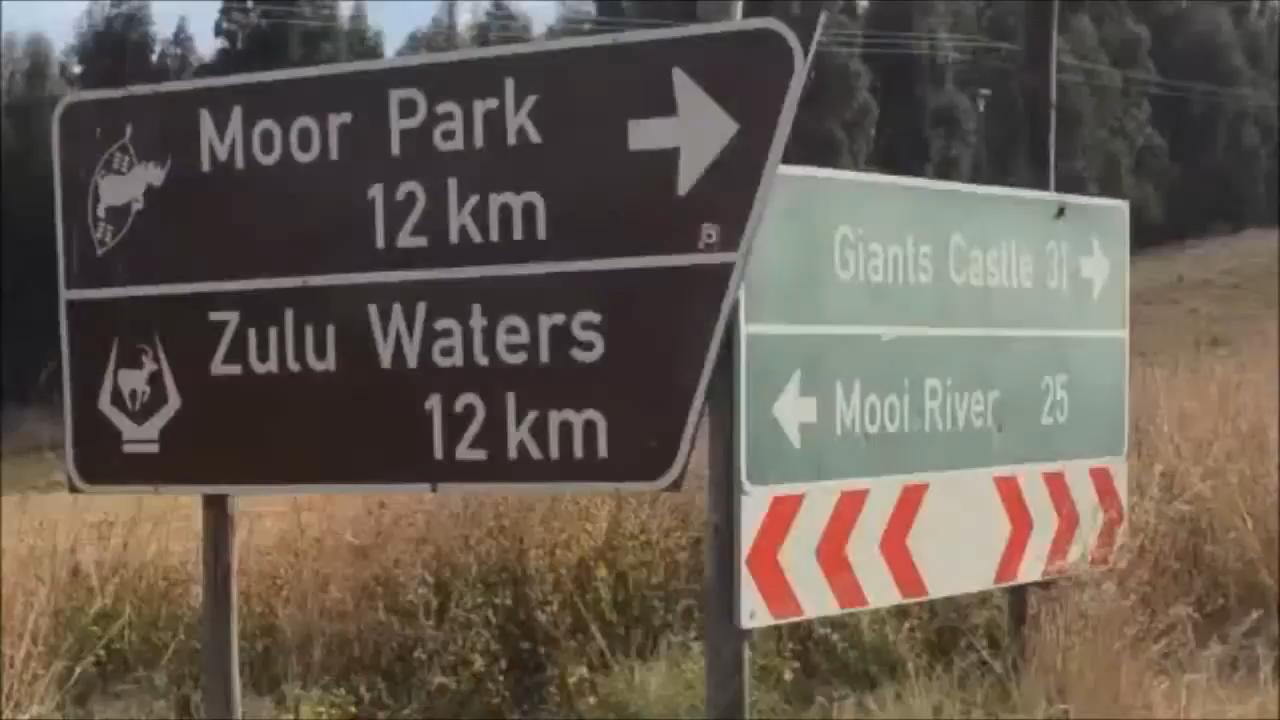 Moor Park
12 km
Zulu Waters
12 km
Giants Castle 31
Mooi River 25